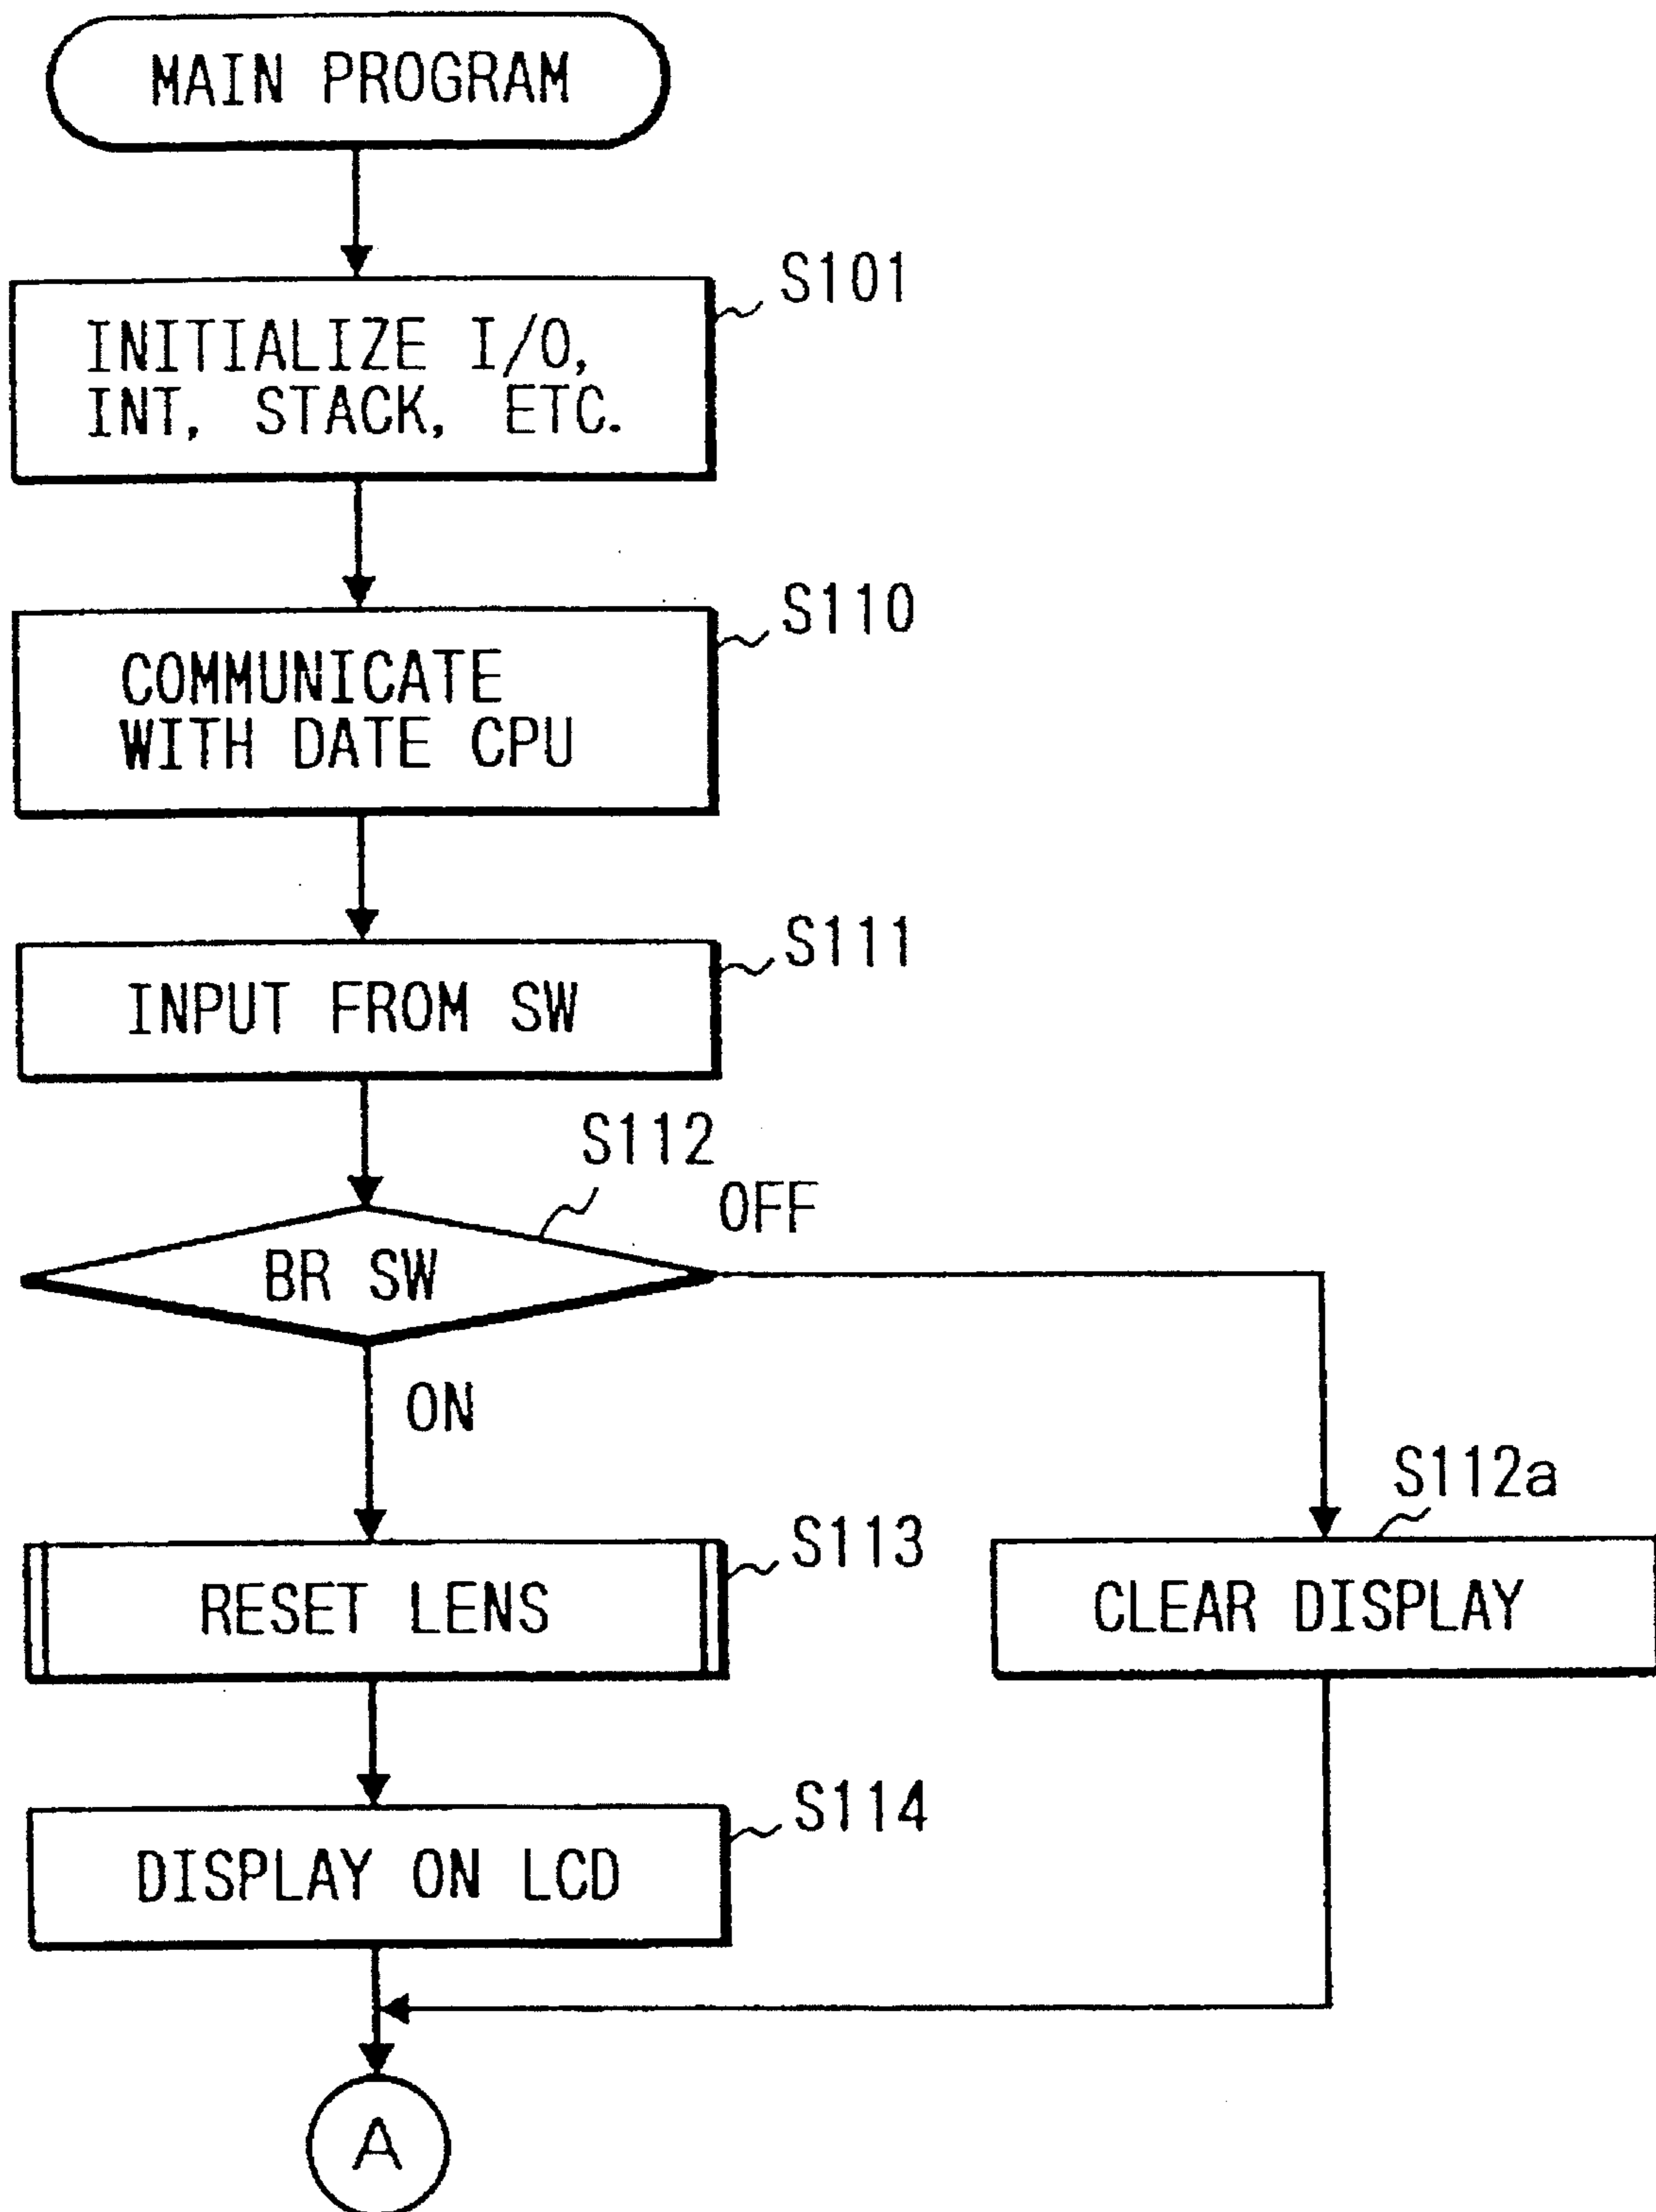 MAIN PROGRAM
S101
INITIALIZE I/O,
INT, STACK, ETC.
S110
COMMUNICATE
WITH DATE CPU
S111
INPUT FROM SW
S112
OFF
BR SW
ON
S112a
S113
RESET LENS
CLEAR DISPLAY
S114
DISPLAY ON LCD
A